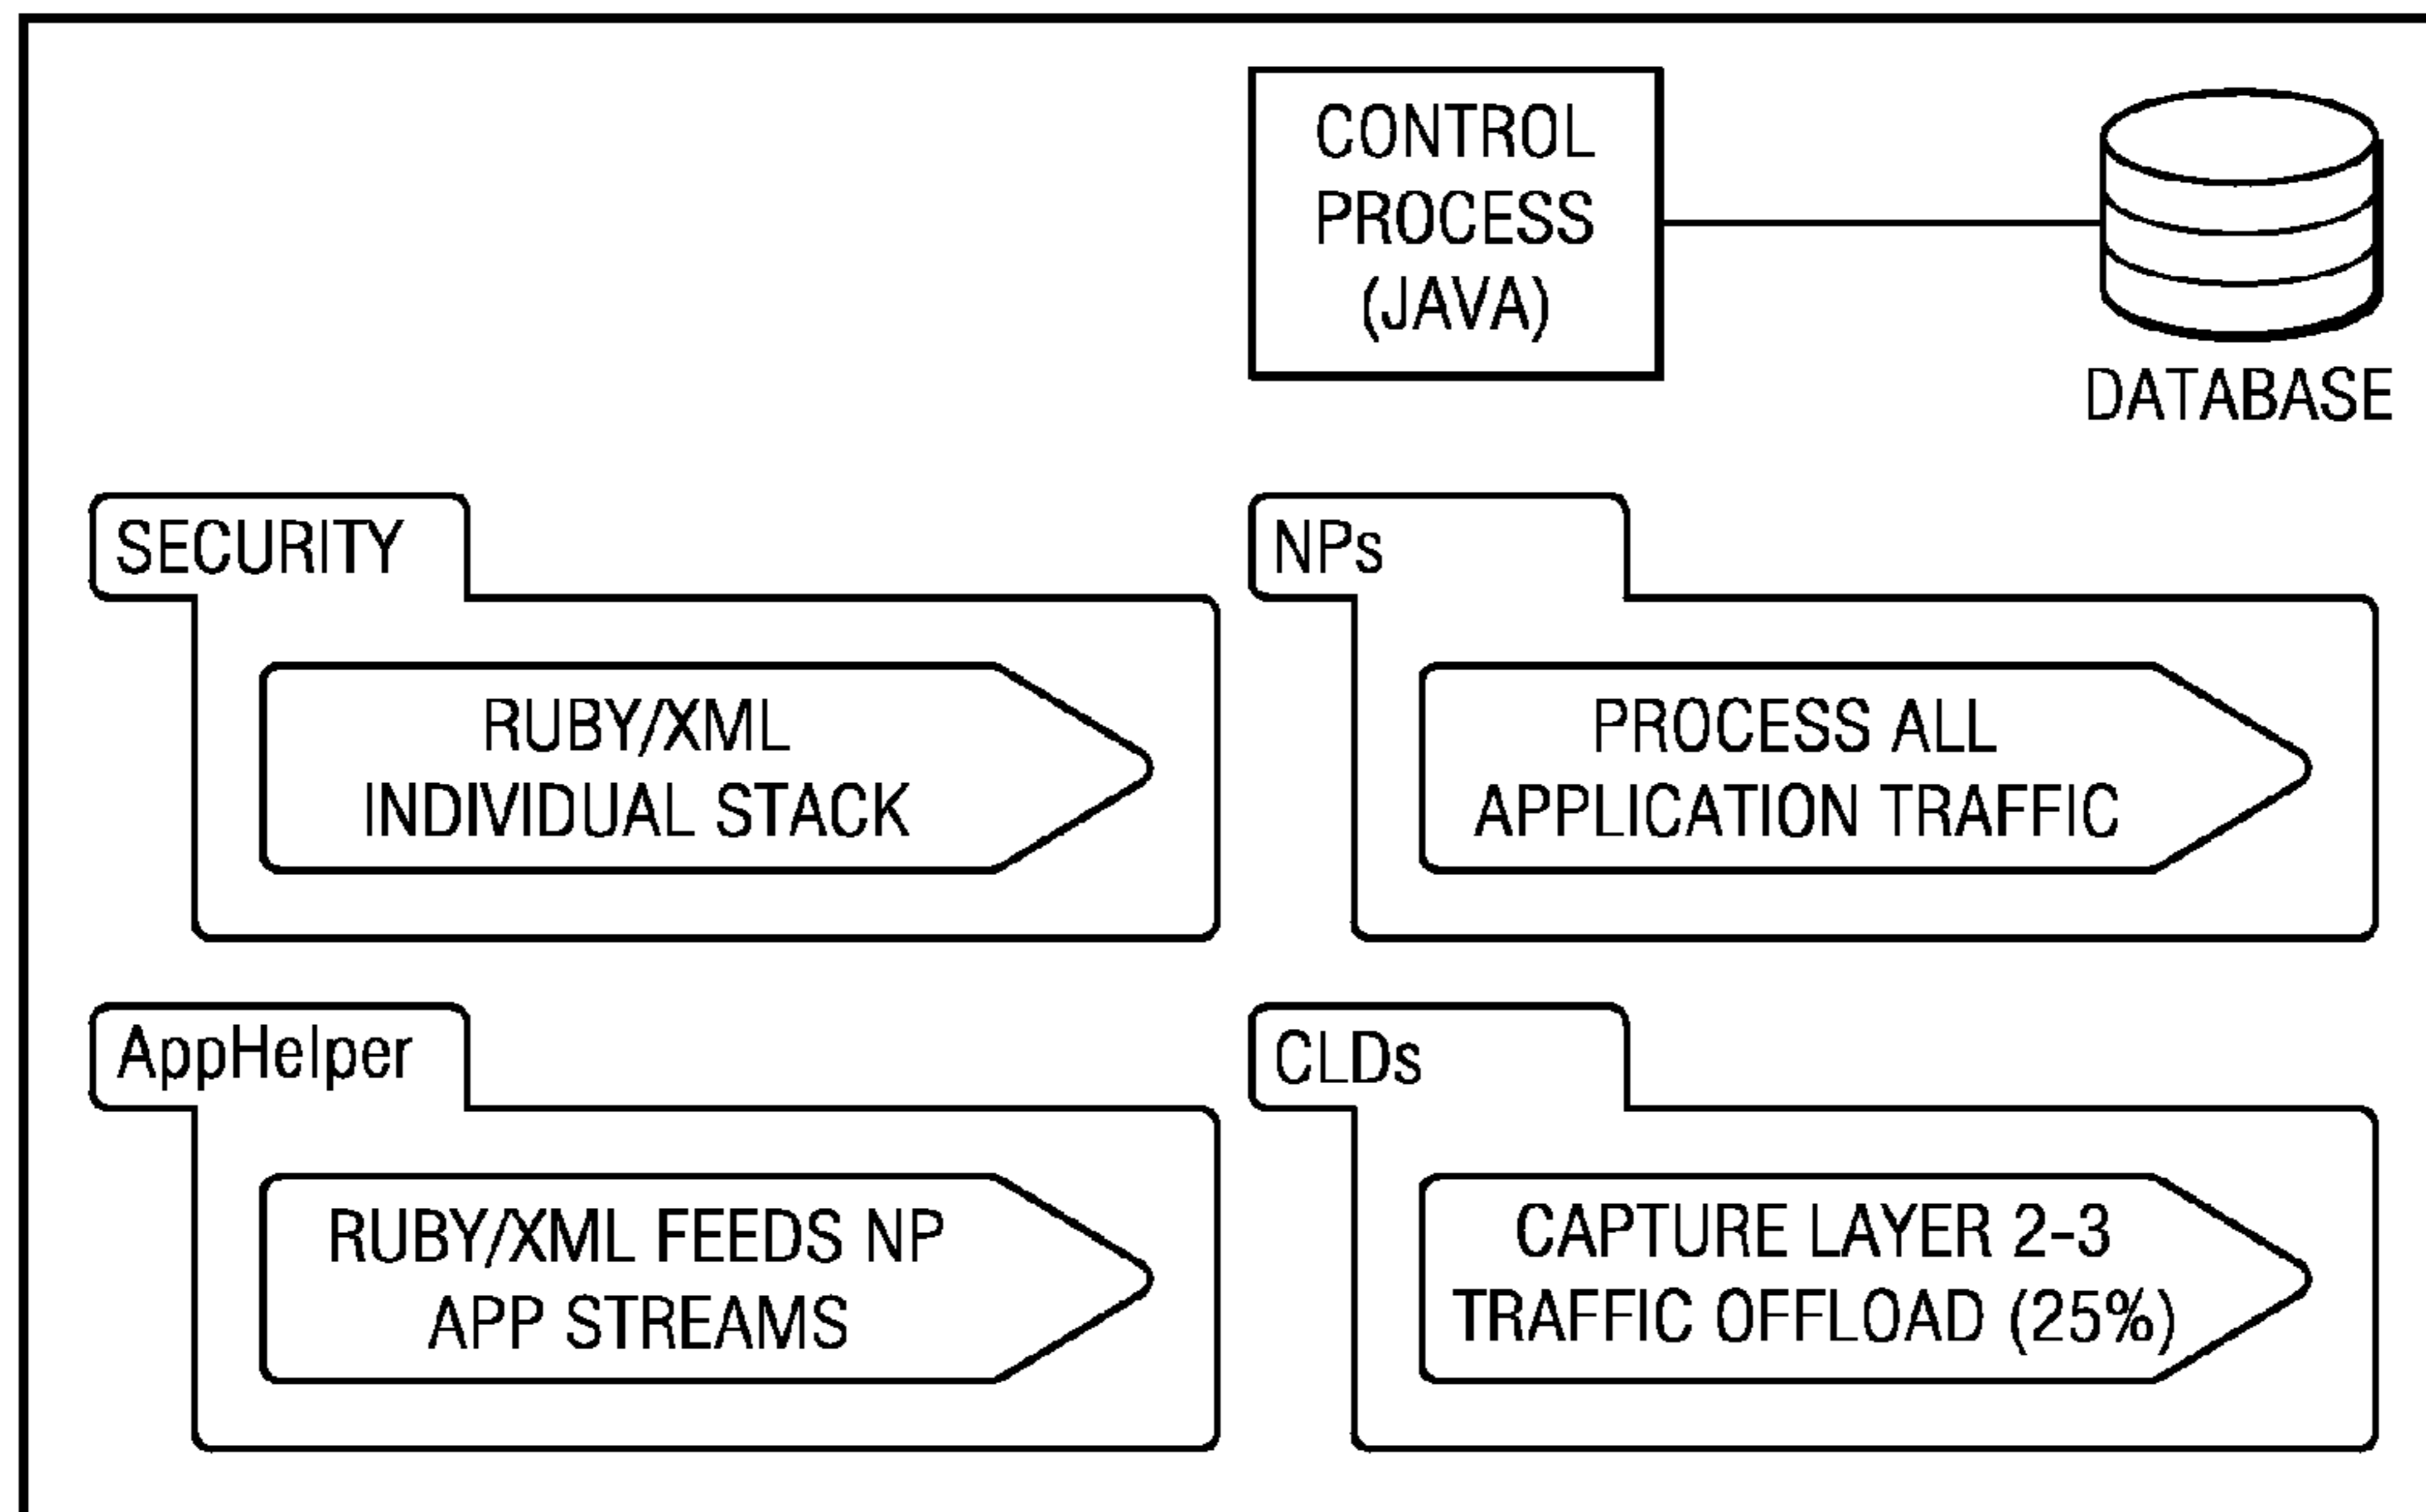 CONTROL
PROCESS
(JAVA)
DATABASE
SECURITY
RUBY/XML
INDIVIDUAL STACK
NPs
PROCESS ALL
APPLICATION TRAFFIC
AppHelper
RUBY/XML FEEDS NP
APP STREAMS
CLDs
CAPTURE LAYER 2-3
TRAFFIC OFFLOAD (25%)